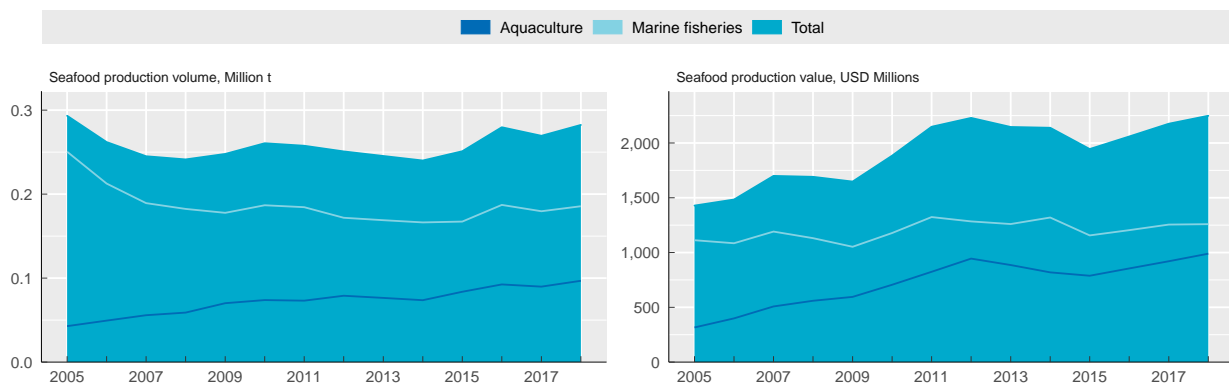 Aquaculture Marine fisheries Total
Seafood production volume, Million t
0.3
0.2
0.1
0.0
2005 2007 2009 2011 2013 2015 2017
Seafood production value, USD Millions
2,000
1,500
1,000
500
0
2005 2007 2009 2011 2013 2015 2017